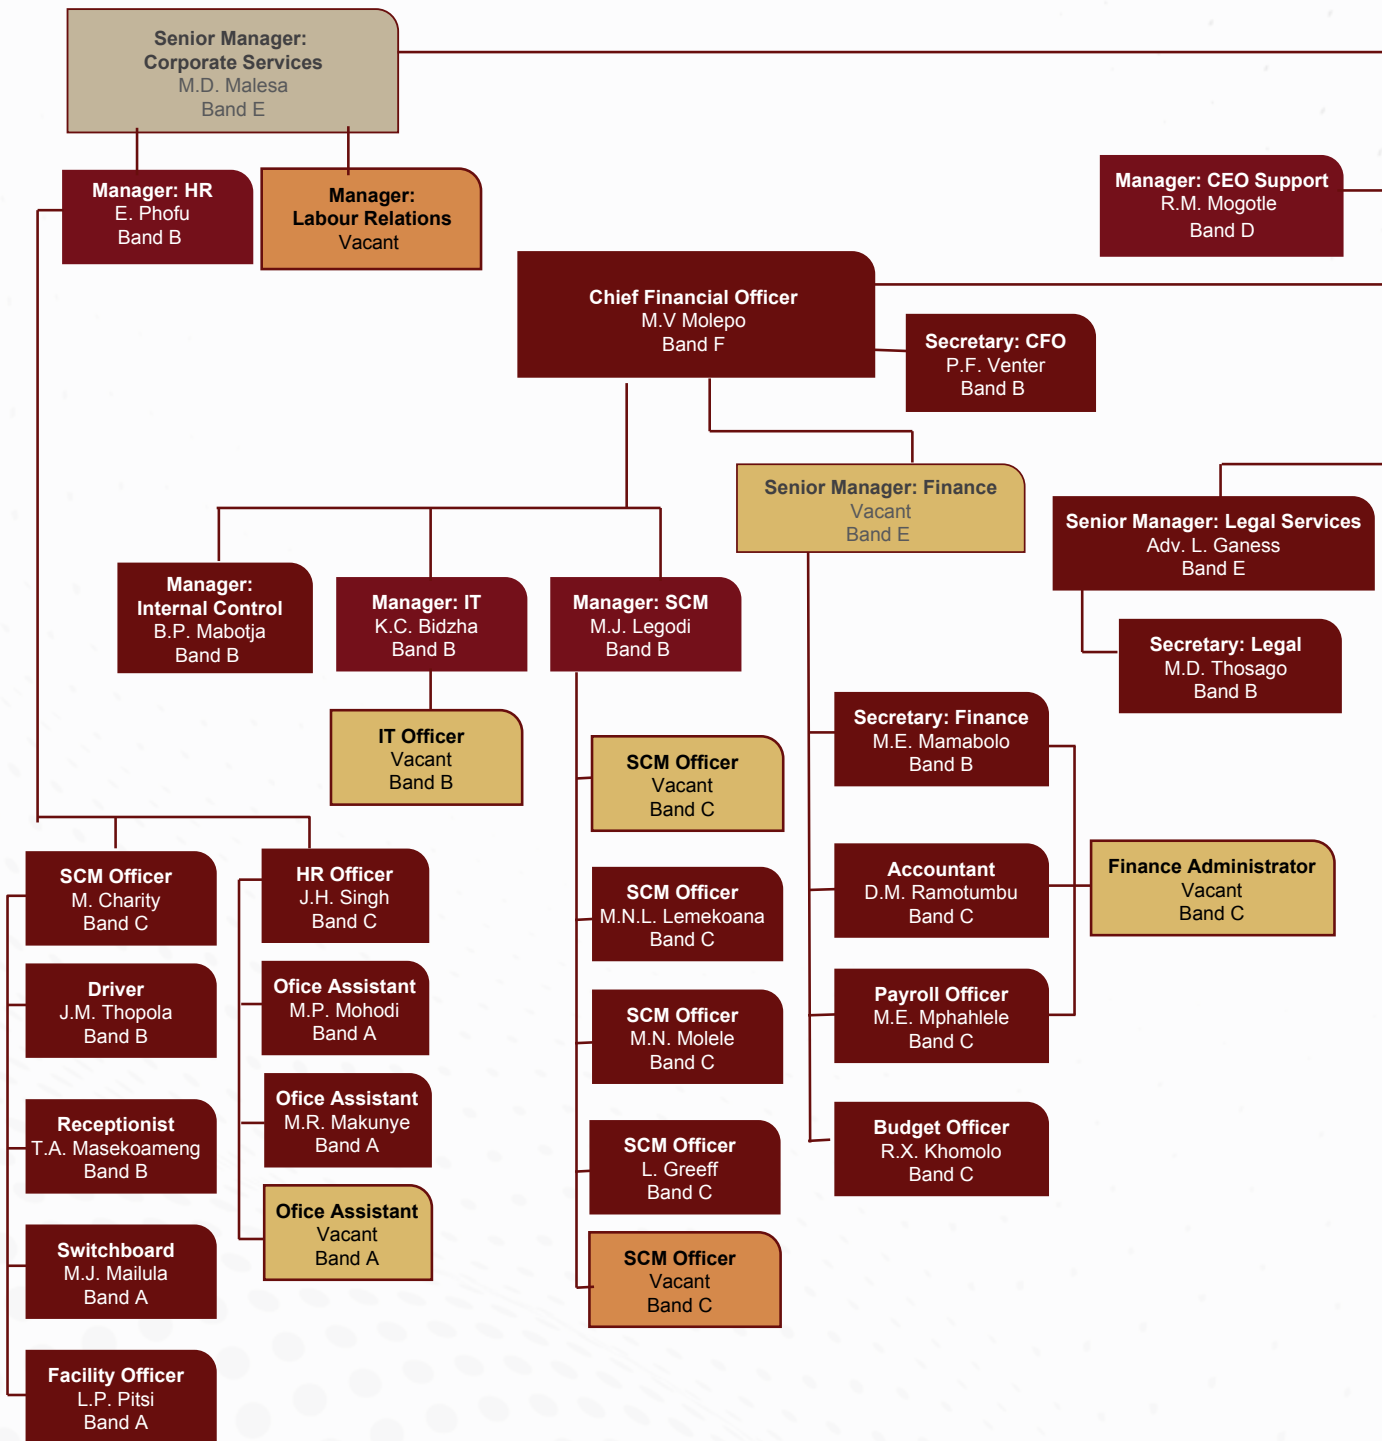 Senior Manager:
Corporate Services
M.D. Malesa
Band E
Manager: HR
E. Phofu
Band B
Manager:
Labour Relations
Vacant
Manager: CEO Support
R.M. Mogotle
Band D
Chief Financial Officer
M.V Molepo
Band F
Secretary: CFO
P.F. Venter
Band B
Senior Manager: Finance
Vacant
Band E
Senior Manager: Legal Services
Adv. L. Ganess
Band E
Secretary: Legal
M.D. Thosago
Band B
Manager:
Internal Control
B.P. Mabotja
Band B
Manager: IT
K.C. Bidzha
Band B
Manager: SCM
M.J. Legodi
Band B
IT Officer
Vacant
Band B
SCM Officer
Vacant
Band C
SCM Officer
M.N.L. Lemekoana
Band C
SCM Officer
M.N. Molele
Band C
SCM Officer
L. Greeff
Band C
SCM Officer
Vacant
Band C
Secretary: Finance
M.E. Mamabolo
Band B
Accountant
D.M. Ramotumbu
Band C
Payroll Officer
M.E. Mphahlele
Band C
Budget Officer
R.X. Khomolo
Band C
Finance Administrator
Vacant
Band C
SCM Officer
M. Charity
Band C
Driver
J.M. Thopola
Band B
Receptionist
T.A. Masekoameng
Band B
Switchboard
M.J. Mailula
Band A
Facility Officer
L.P. Pitsi
Band A
HR Officer
J.H. Singh
Band C
Ofice Assistant
M.P. Mohodi
Band A
Ofice Assistant
M.R. Makunye
Band A
Ofice Assistant
Vacant
Band A